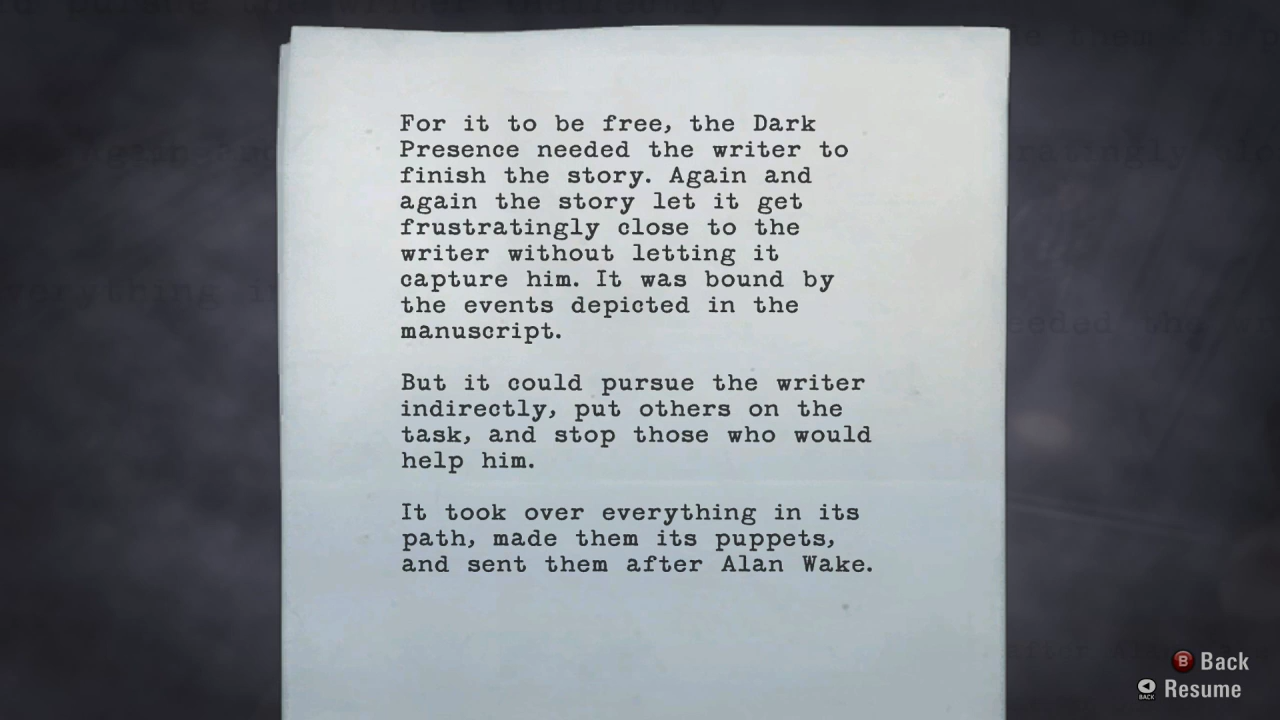 For it to be free, the Dark
Presence needed the writer to
finish the story. Again and
again the story let it get
frustratingly close to the
writer without letting it
capture him. It was bound by
the events depicted in the
manuscript.
But it could pursue the writer
indirectly, put others on the
task, and stop those who would
help him.
It took over everything in its
path, made them its puppets,
and sent them after Alan Wake.
B Back
BACK Resume